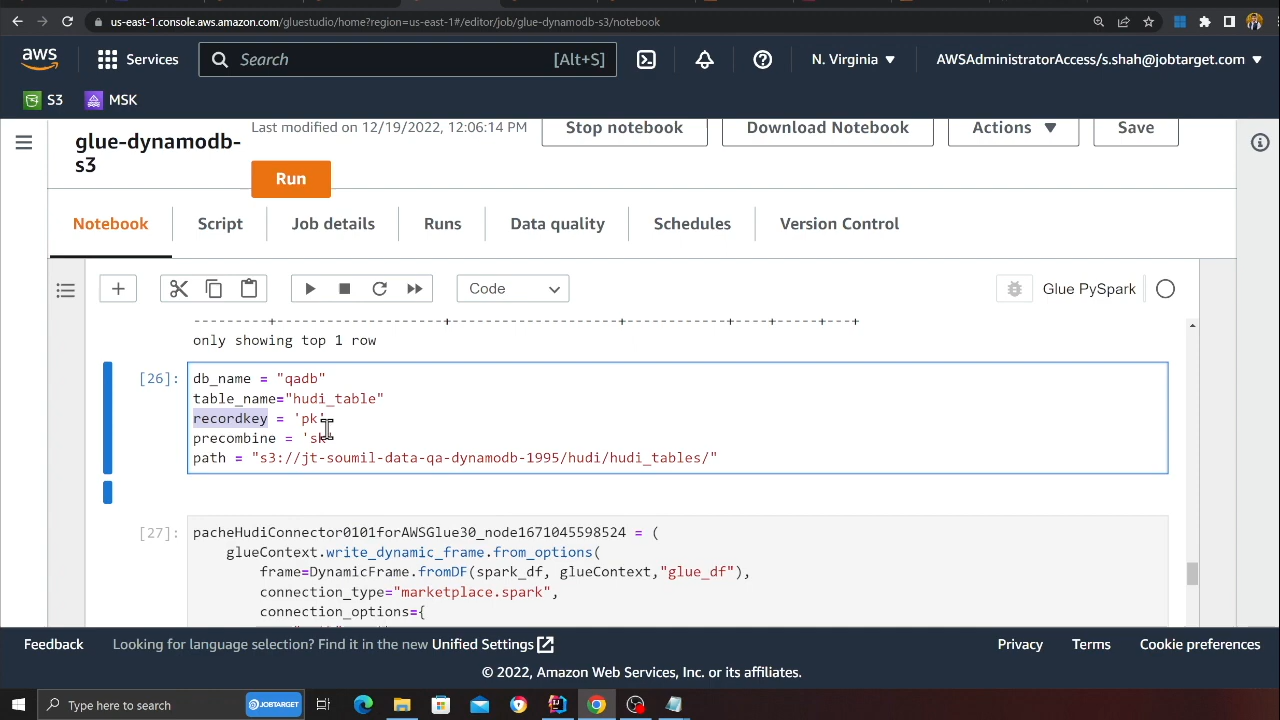 us-east-1.console.aws.amazon.com/gluestudio/home?region=us-east-1#/editor/job/glue-dynamodb-s3/notebook
aws Services Search [Alt+S] N. Virginia AWSAdministratorAccess/s.shah@jobtarget.com
S3 MSK
glue-dynamodb-s3
Last modified on 12/19/2022, 12:06:14 PM Stop notebook Download Notebook Actions Save
Run
Notebook Script Job details Runs Data quality Schedules Version Control
Code Glue PySpark
---------+--------------------+--------------------+------------+----+-----+---+
only showing top 1 row
[26]: db_name = "qadb"
table_name="hudi_table"
recordkey = 'pk'
precombine = 'sk'
path = "s3://jt-soumil-data-qa-dynamodb-1995/hudi/hudi_tables/"
[27]: pacheHudiConnector0101forAWSGlue30_node1671045598524 = (
glueContext.write_dynamic_frame.from_options(
frame=DynamicFrame.fromDF(spark_df, glueContext,"glue_df"),
connection_type="marketplace.spark",
connection_options={
Feedback Looking for language selection? Find it in the new Unified Settings Privacy Terms Cookie preferences
© 2022, Amazon Web Services, Inc. or its affiliates.
Type here to search JOBTARGET